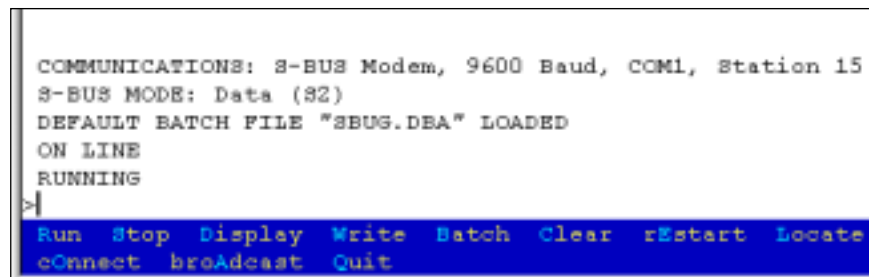 COMMUNICATIONS: S-BUS Modem, 9600 Baud, COM1, Station 15
S-BUS MODE: Data (S2)
DEFAULT BATCH FILE "SBUG.DBA" LOADED
ON LINE
RUNNING
>
Run Stop Display Write Batch Clear rEstart Locate
cOnnect broAdcast Quit